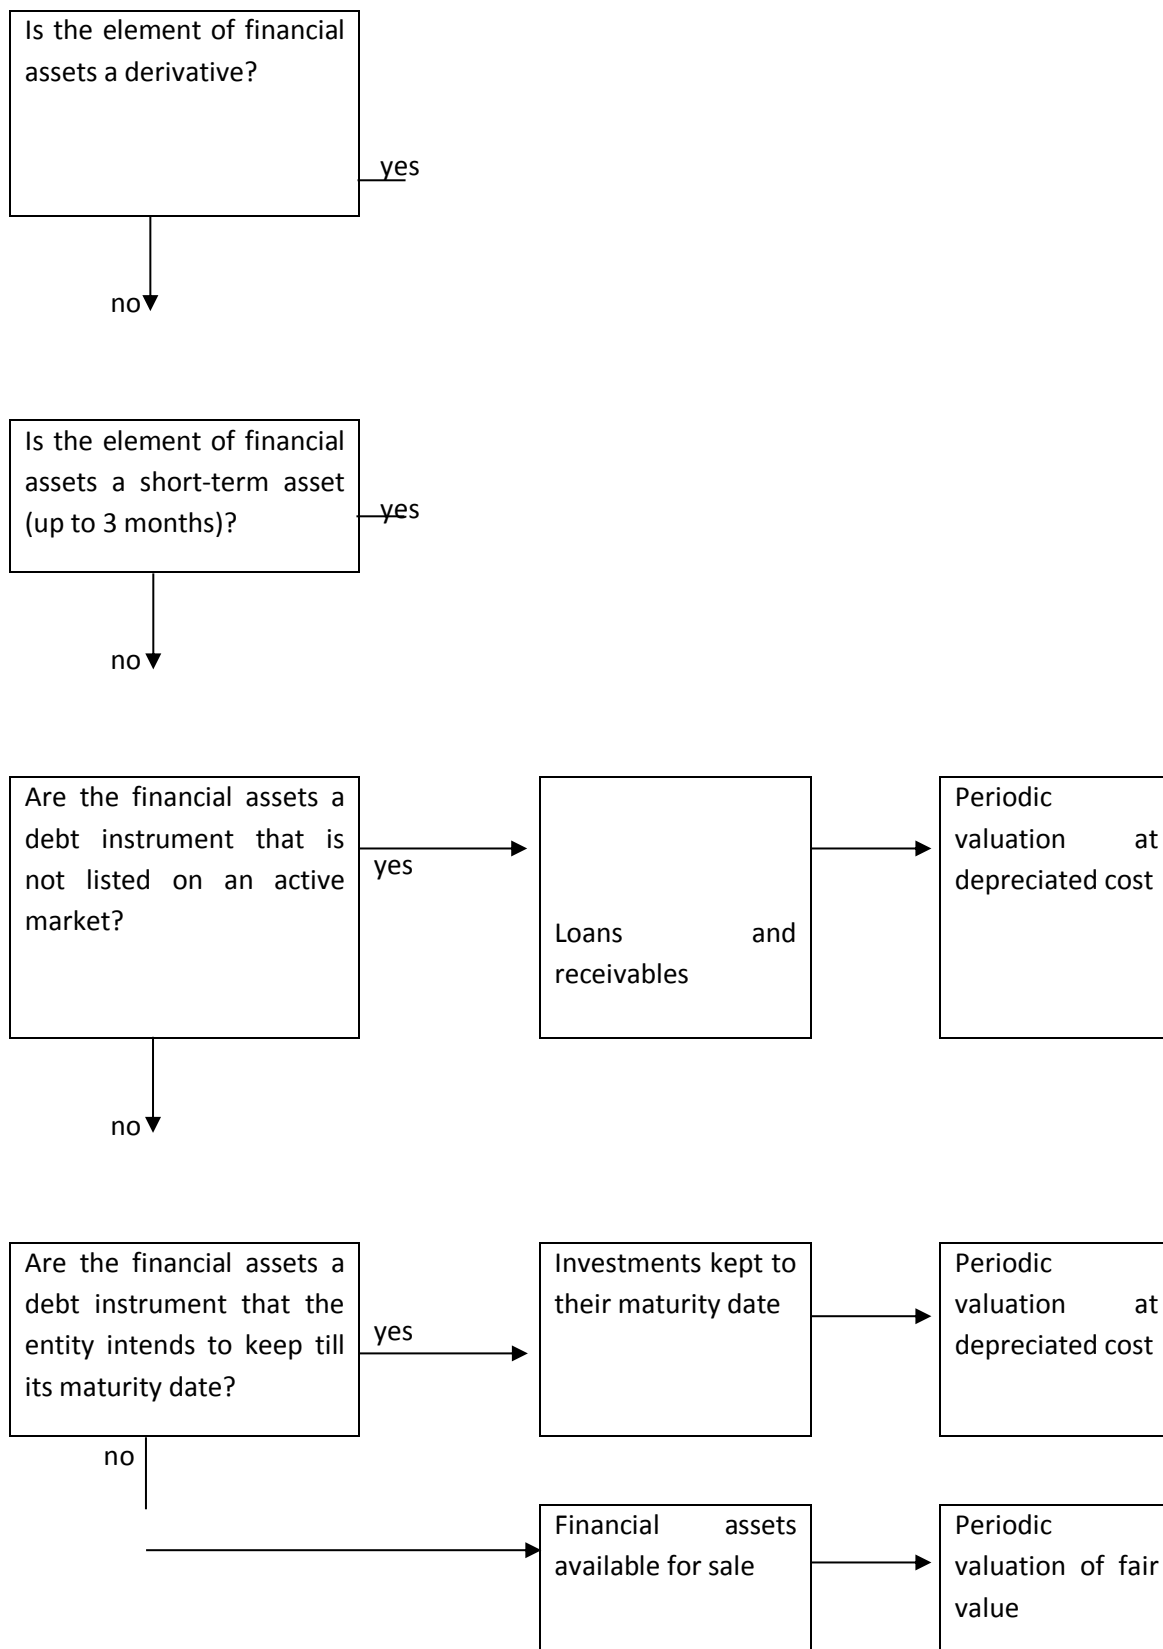 Is the element of financial
assets a derivative?
yes
no
Is the element of financial
assets a short-term asset
(up to 3 months)?
yes
no
Are the financial assets a
debt instrument that is
not listed on an active
market?
yes
Loans and
receivables
Periodic
valuation at
depreciated cost
no
Are the financial assets a
debt instrument that the
entity intends to keep till
its maturity date?
yes
Investments kept to
their maturity date
Periodic
valuation at
depreciated cost
no
Financial assets
available for sale
Periodic
valuation of fair
value